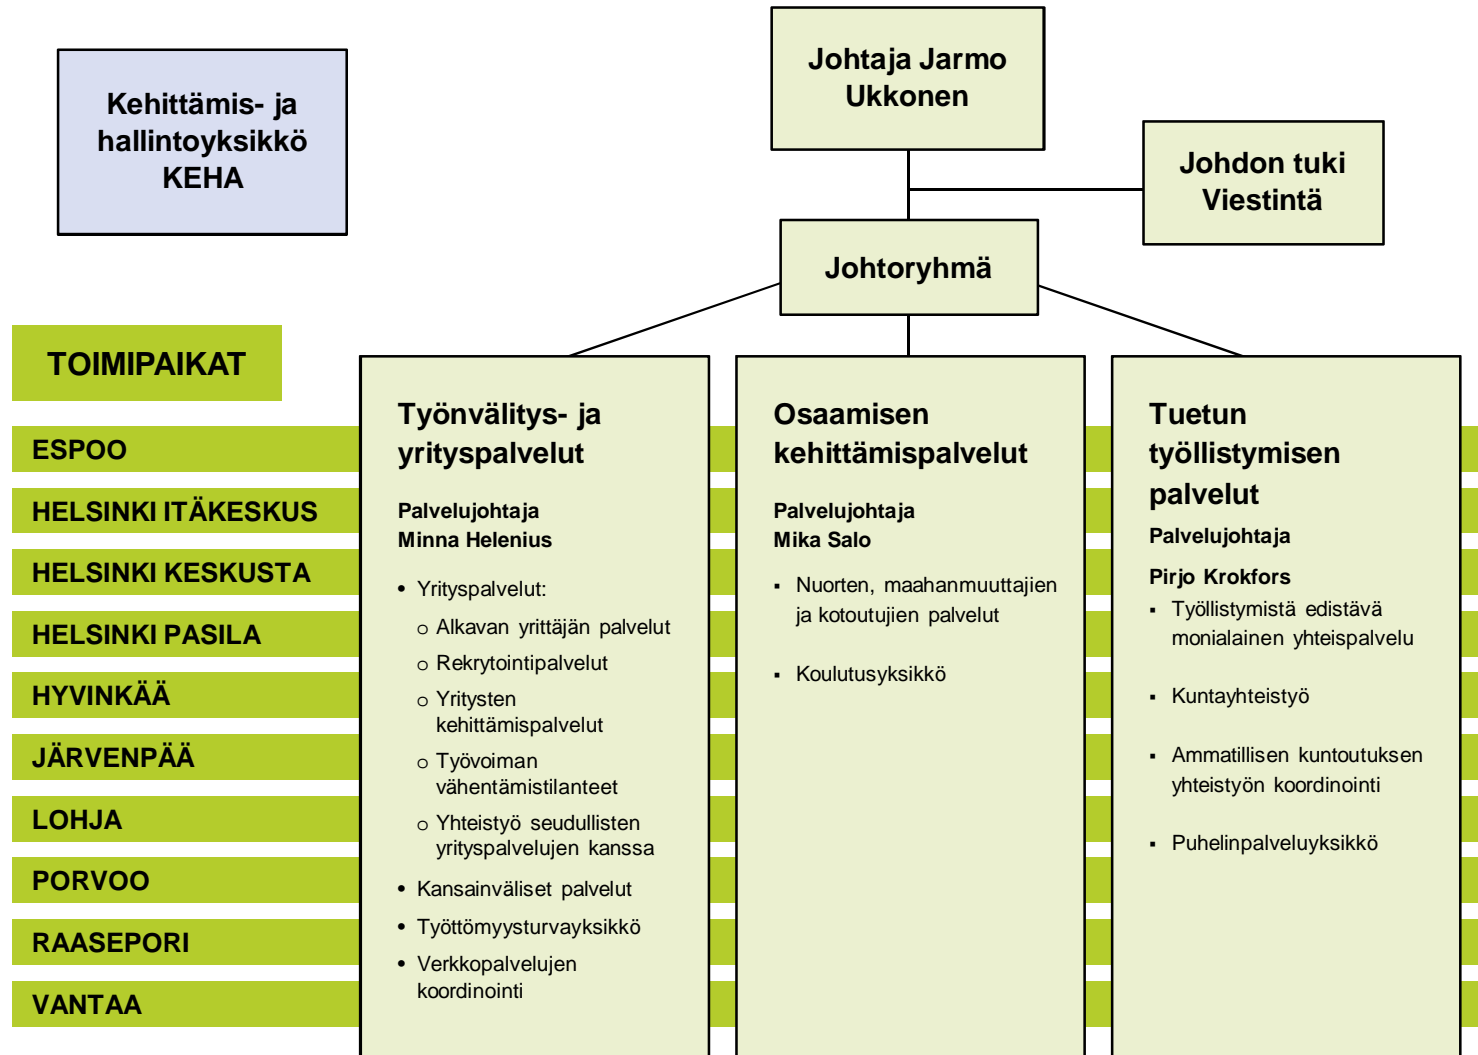 Kehittämis- ja
hallintoyksikkö
KEHA
Johtaja Jarmo
Ukkonen
Johdon tuki
Viestintä
Johtoryhmä
TOIMIPAIKAT
ESPOO
HELSINKI ITÄKESKUS
HELSINKI KESKUSTA
HELSINKI PASILA
HYVINKÄÄ
JÄRVENPÄÄ
LOHJA
PORVOO
RAASEPORI
VANTAA
Työnvälitys- ja
yrityspalvelut
Palvelujohtaja
Minna Helenius
• Yrityspalvelut:
o Alkavan yrittäjän palvelut
o Rekrytointipalvelut
o Yritysten
kehittämispalvelut
o Työvoiman
vähentämistilanteet
o Yhteistyö seudullisten
yrityspalvelujen kanssa
• Kansainväliset palvelut
• Työttömyysturvayksikkö
• Verkkopalvelujen
koordinointi
Osaamisen
kehittämispalvelut
Palvelujohtaja
Mika Salo
▪ Nuorten, maahanmuuttajien
ja kotoutujien palvelut
▪ Koulutusyksikkö
Tuetun
työllistymisen
palvelut
Palvelujohtaja
Pirjo Krokfors
▪ Työllistymistä edistävä
monialainen yhteispalvelu
▪ Kuntayhteistyö
▪ Ammatillisen kuntoutuksen
yhteistyön koordinointi
▪ Puhelinpalveluyksikkö